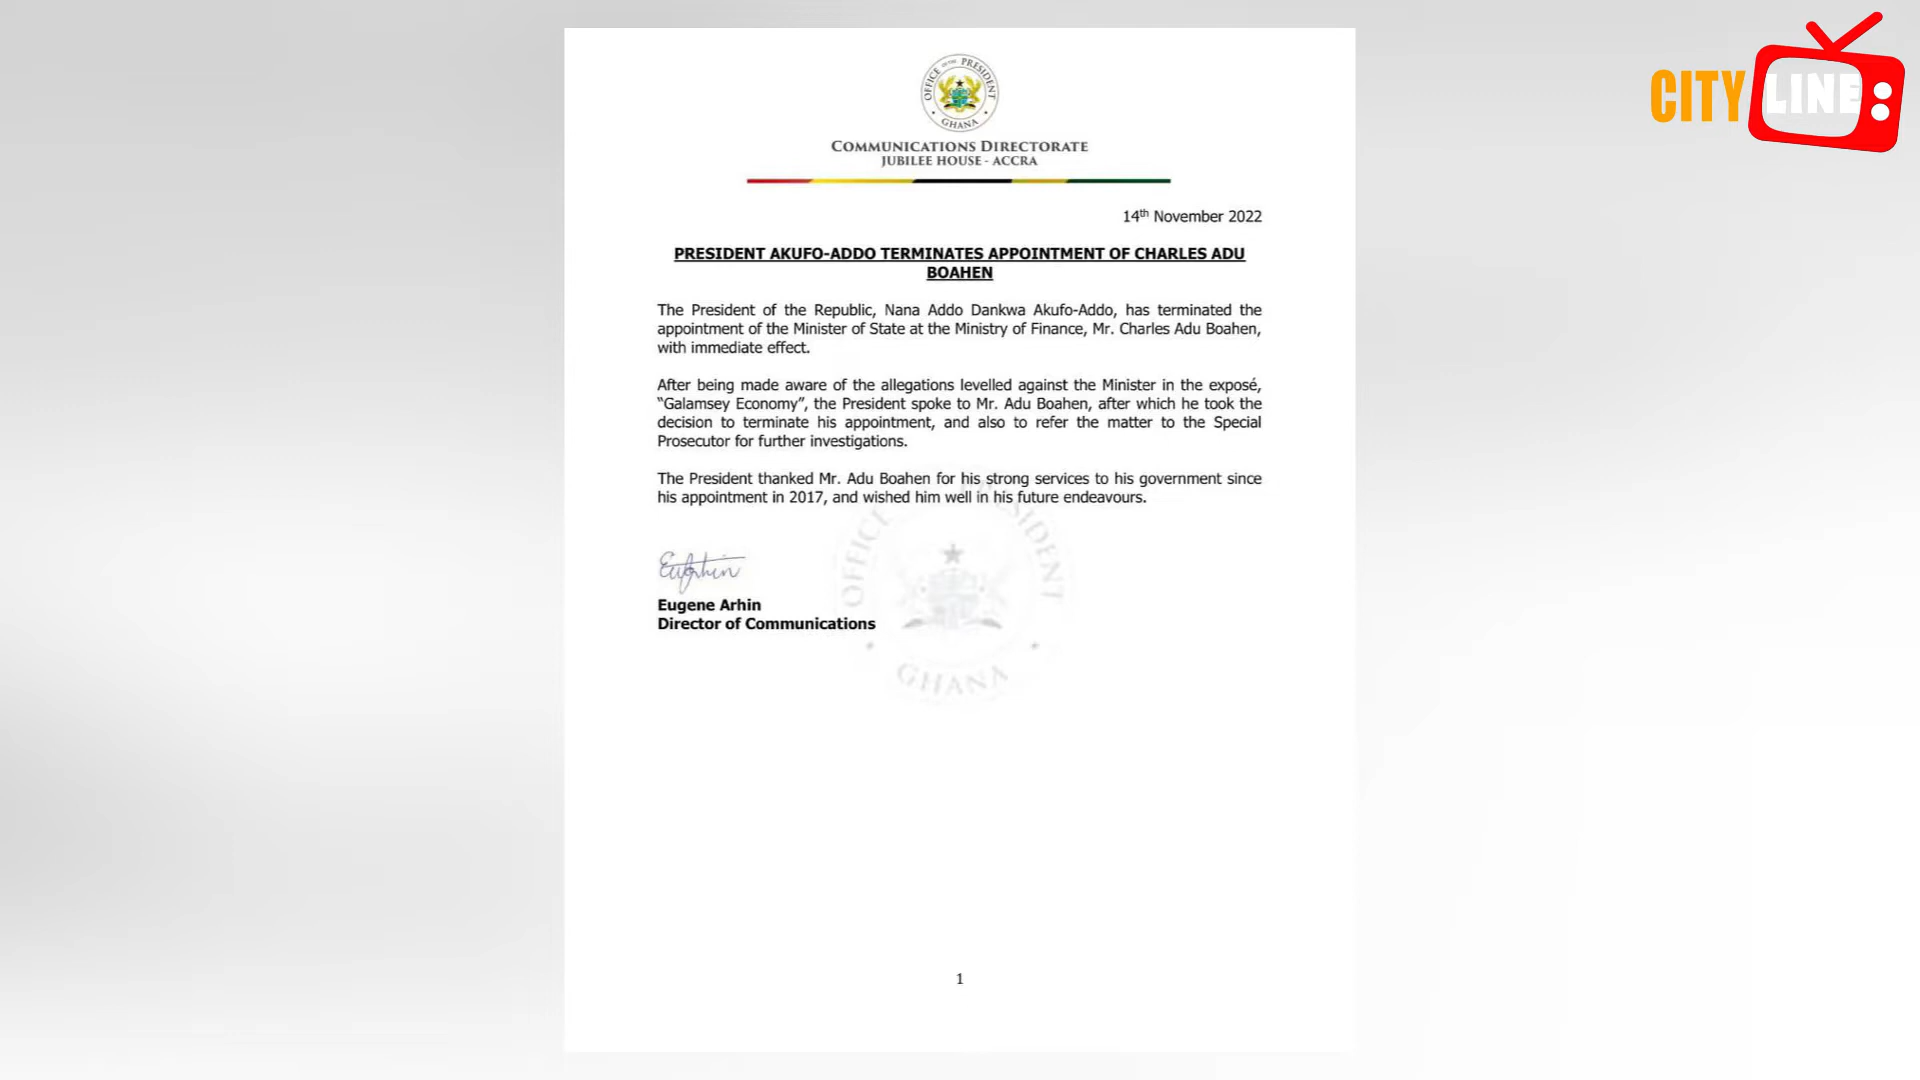 CITY LINE
OFFICE OF THE PRESIDENT
GHANA
COMMUNICATIONS DIRECTORATE
JUBILEE HOUSE - ACCRA
14th November 2022
PRESIDENT AKUFO-ADDO TERMINATES APPOINTMENT OF CHARLES ADU
BOAHEN
The President of the Republic, Nana Addo Dankwa Akufo-Addo, has terminated the
appointment of the Minister of State at the Ministry of Finance, Mr. Charles Adu Boahen,
with immediate effect.
After being made aware of the allegations levelled against the Minister in the exposé,
“Galamsey Economy”, the President spoke to Mr. Adu Boahen, after which he took the
decision to terminate his appointment, and also to refer the matter to the Special
Prosecutor for further investigations.
The President thanked Mr. Adu Boahen for his strong services to his government since
his appointment in 2017, and wished him well in his future endeavours.
Eugene Arhin
Director of Communications
OFFICE PRESIDENT
GHANA
1